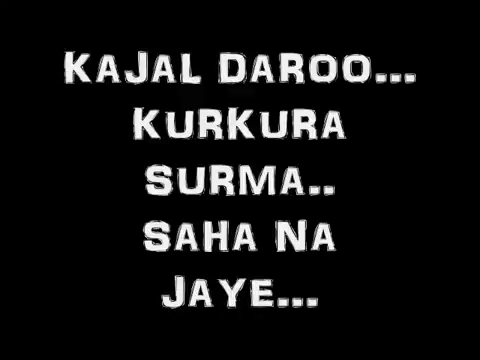 KAJAL DAROO...
KURKURA
SURMA..
SAHA NA
JAYE...